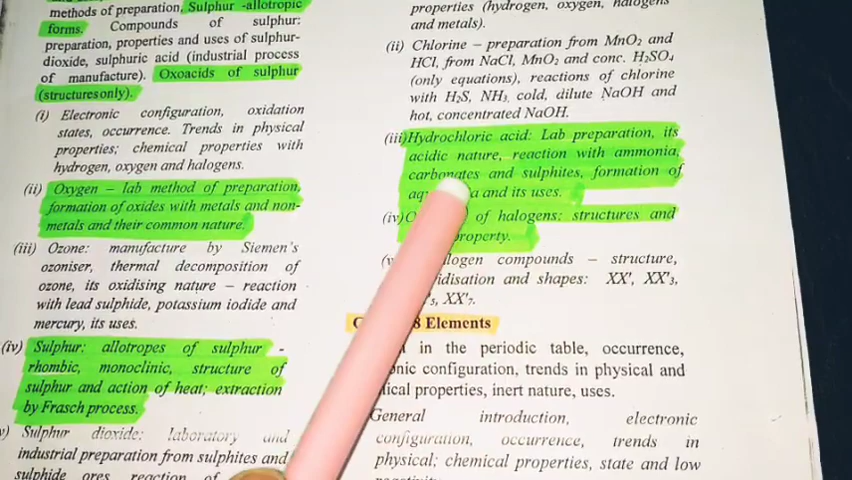 methods of preparation, Sulphur -allotropic
forms. Compounds of sulphur:
preparation, properties and uses of sulphur-
dioxide, sulphuric acid (industrial process
of manufacture). Oxoacids of sulphur
(structures only).
(i) Electronic configuration, oxidation
states, occurrence. Trends in physical
properties; chemical properties with
hydrogen, oxygen and halogens.
(ii) Oxygen – lab method of preparation,
formation of oxides with metals and non-
metals and their common nature.
(iii) Ozone: manufacture by Siemen's
ozoniser, thermal decomposition of
ozone, its oxidising nature – reaction
with lead sulphide, potassium iodide and
mercury, its uses.
(iv) Sulphur: allotropes of sulphur -
rhombic, monoclinic, structure of
sulphur and action of heat; extraction
by Frasch process.
Sulphur dioxide: laboratory and
industrial preparation from sulphites and
sulphide ores, reaction of
properties (hydrogen, oxygen, halogens
and metals).
(ii) Chlorine – preparation from MnO₂ and
HCl, from NaCl, MnO₂ and conc. H₂SO₄
(only equations), reactions of chlorine
with H₂S, NH₃, cold, dilute NaOH and
hot, concentrated NaOH.
(iii) Hydrochloric acid: Lab preparation, its
acidic nature, reaction with ammonia,
carbonates and sulphites, formation of
and its uses.
(iv) of halogens: structures and
property.
compounds – structure,
and shapes: XX′, XX′₃,
XX′₇.
8 Elements
in the periodic table, occurrence,
configuration, trends in physical and
properties, inert nature, uses.
General introduction, electronic
configuration, occurrence, trends in
physical; chemical properties, state and low